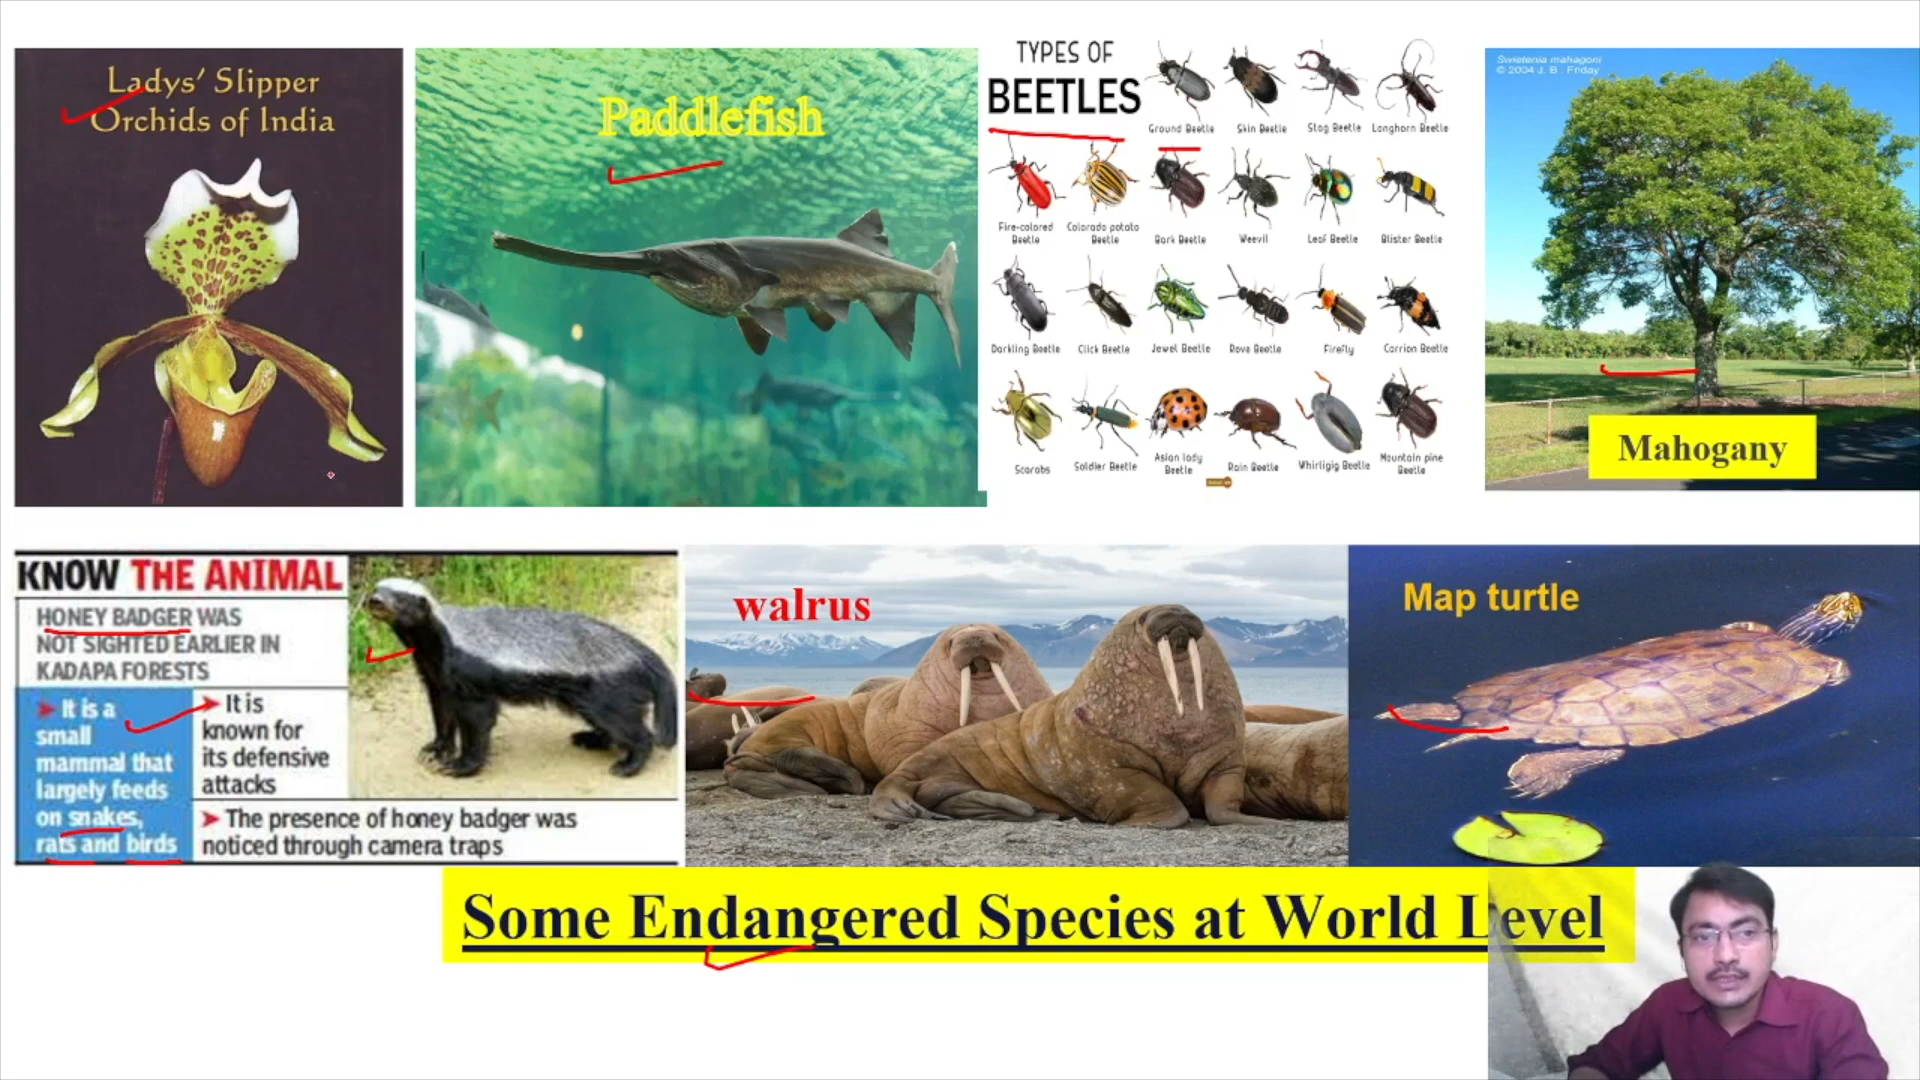 Ladys' Slipper
Orchids of India
Paddlefish
TYPES OF
BEETLES
Ground Beetle
Skin Beetle
Stag Beetle
Longhorn Beetle
Fire-colored
Beetle
Colorado potato
Beetle
Bark Beetle
Weevil
Leaf Beetle
Blister Beetle
Darkling Beetle
Click Beetle
Jewel Beetle
Rove Beetle
Firefly
Carrion Beetle
Scarabs
Soldier Beetle
Asian lady
Beetle
Rain Beetle
Whirligig Beetle
Mountain pine
Beetle
Swietenia mahagoni
© 2004 J. B. Friday
Mahogany
KNOW THE ANIMAL
HONEY BADGER WAS
NOT SIGHTED EARLIER IN
KADAPA FORESTS
It is a
small
mammal that
largely feeds
on snakes,
rats and birds
It is
known for
its defensive
attacks
The presence of honey badger was
noticed through camera traps
walrus
Map turtle
Some Endangered Species at World Level